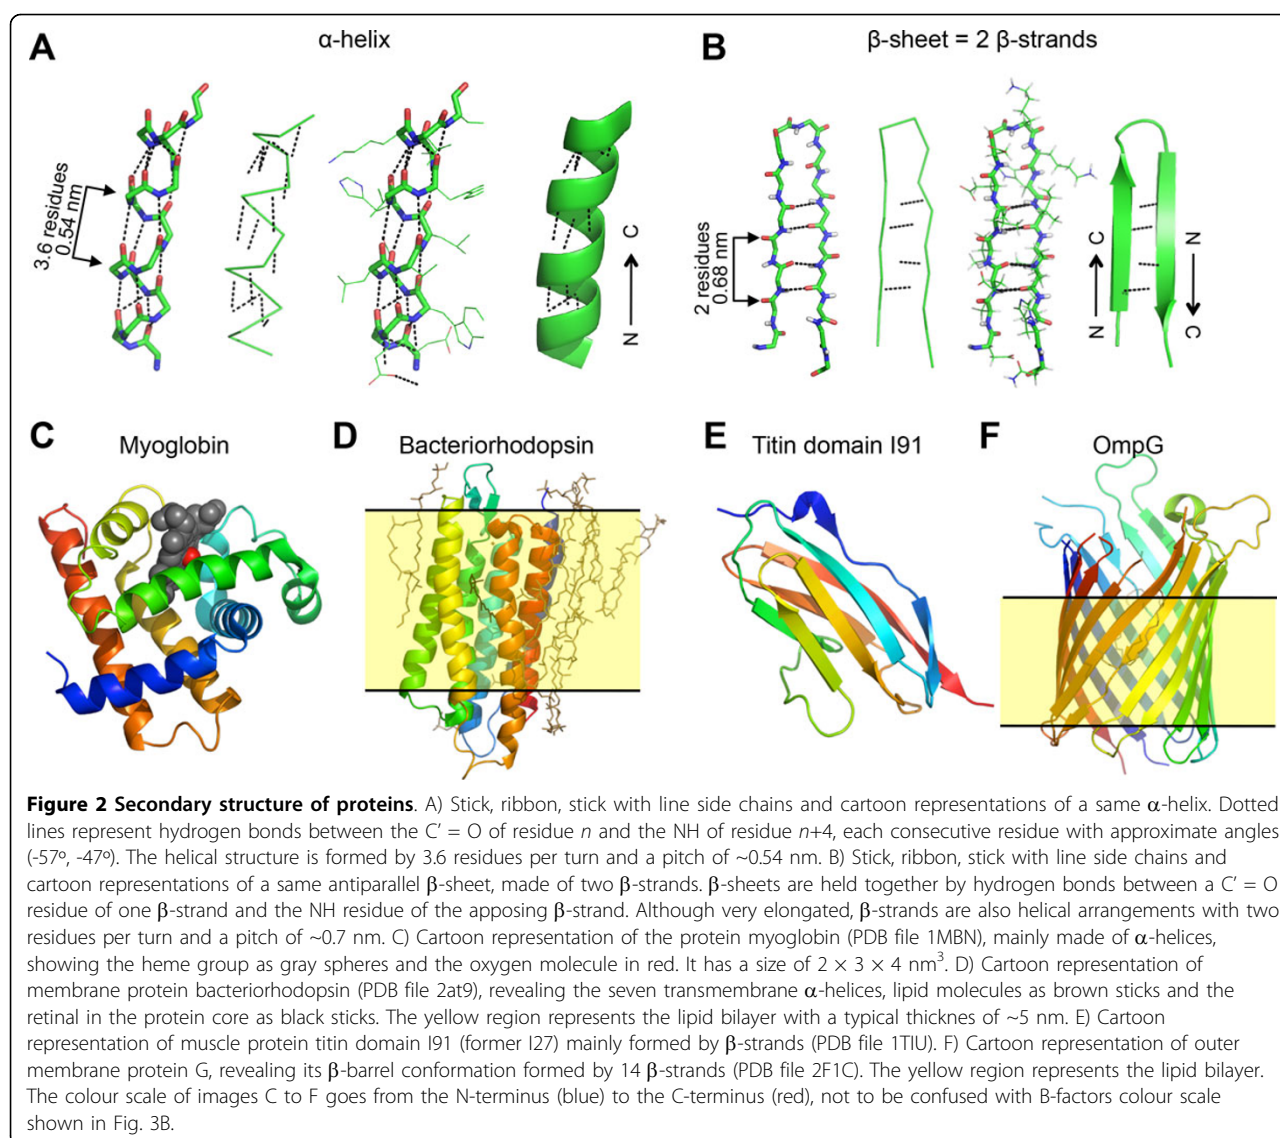 A
α-helix
B
β-sheet = 2 β-strands
3.6 residues
0.54 nm
N
C
2 residues
0.68 nm
N
C
N
C
C
Myoglobin
D
Bacteriorhodopsin
E
Titin domain I91
F
OmpG
Figure 2 Secondary structure of proteins. A) Stick, ribbon, stick with line side chains and cartoon representations of a same α-helix. Dotted
lines represent hydrogen bonds between the C' = O of residue n and the NH of residue n+4, each consecutive residue with approximate angles
(-57º, -47º). The helical structure is formed by 3.6 residues per turn and a pitch of ~0.54 nm. B) Stick, ribbon, stick with line side chains and
cartoon representations of a same antiparallel β-sheet, made of two β-strands. β-sheets are held together by hydrogen bonds between a C' = O
residue of one β-strand and the NH residue of the apposing β-strand. Although very elongated, β-strands are also helical arrangements with two
residues per turn and a pitch of ~0.7 nm. C) Cartoon representation of the protein myoglobin (PDB file 1MBN), mainly made of α-helices,
showing the heme group as gray spheres and the oxygen molecule in red. It has a size of 2 × 3 × 4 nm³. D) Cartoon representation of
membrane protein bacteriorhodopsin (PDB file 2at9), revealing the seven transmembrane α-helices, lipid molecules as brown sticks and the
retinal in the protein core as black sticks. The yellow region represents the lipid bilayer with a typical thicknes of ~5 nm. E) Cartoon
representation of muscle protein titin domain I91 (former I27) mainly formed by β-strands (PDB file 1TIU). F) Cartoon representation of outer
membrane protein G, revealing its β-barrel conformation formed by 14 β-strands (PDB file 2F1C). The yellow region represents the lipid bilayer.
The colour scale of images C to F goes from the N-terminus (blue) to the C-terminus (red), not to be confused with B-factors colour scale
shown in Fig. 3B.